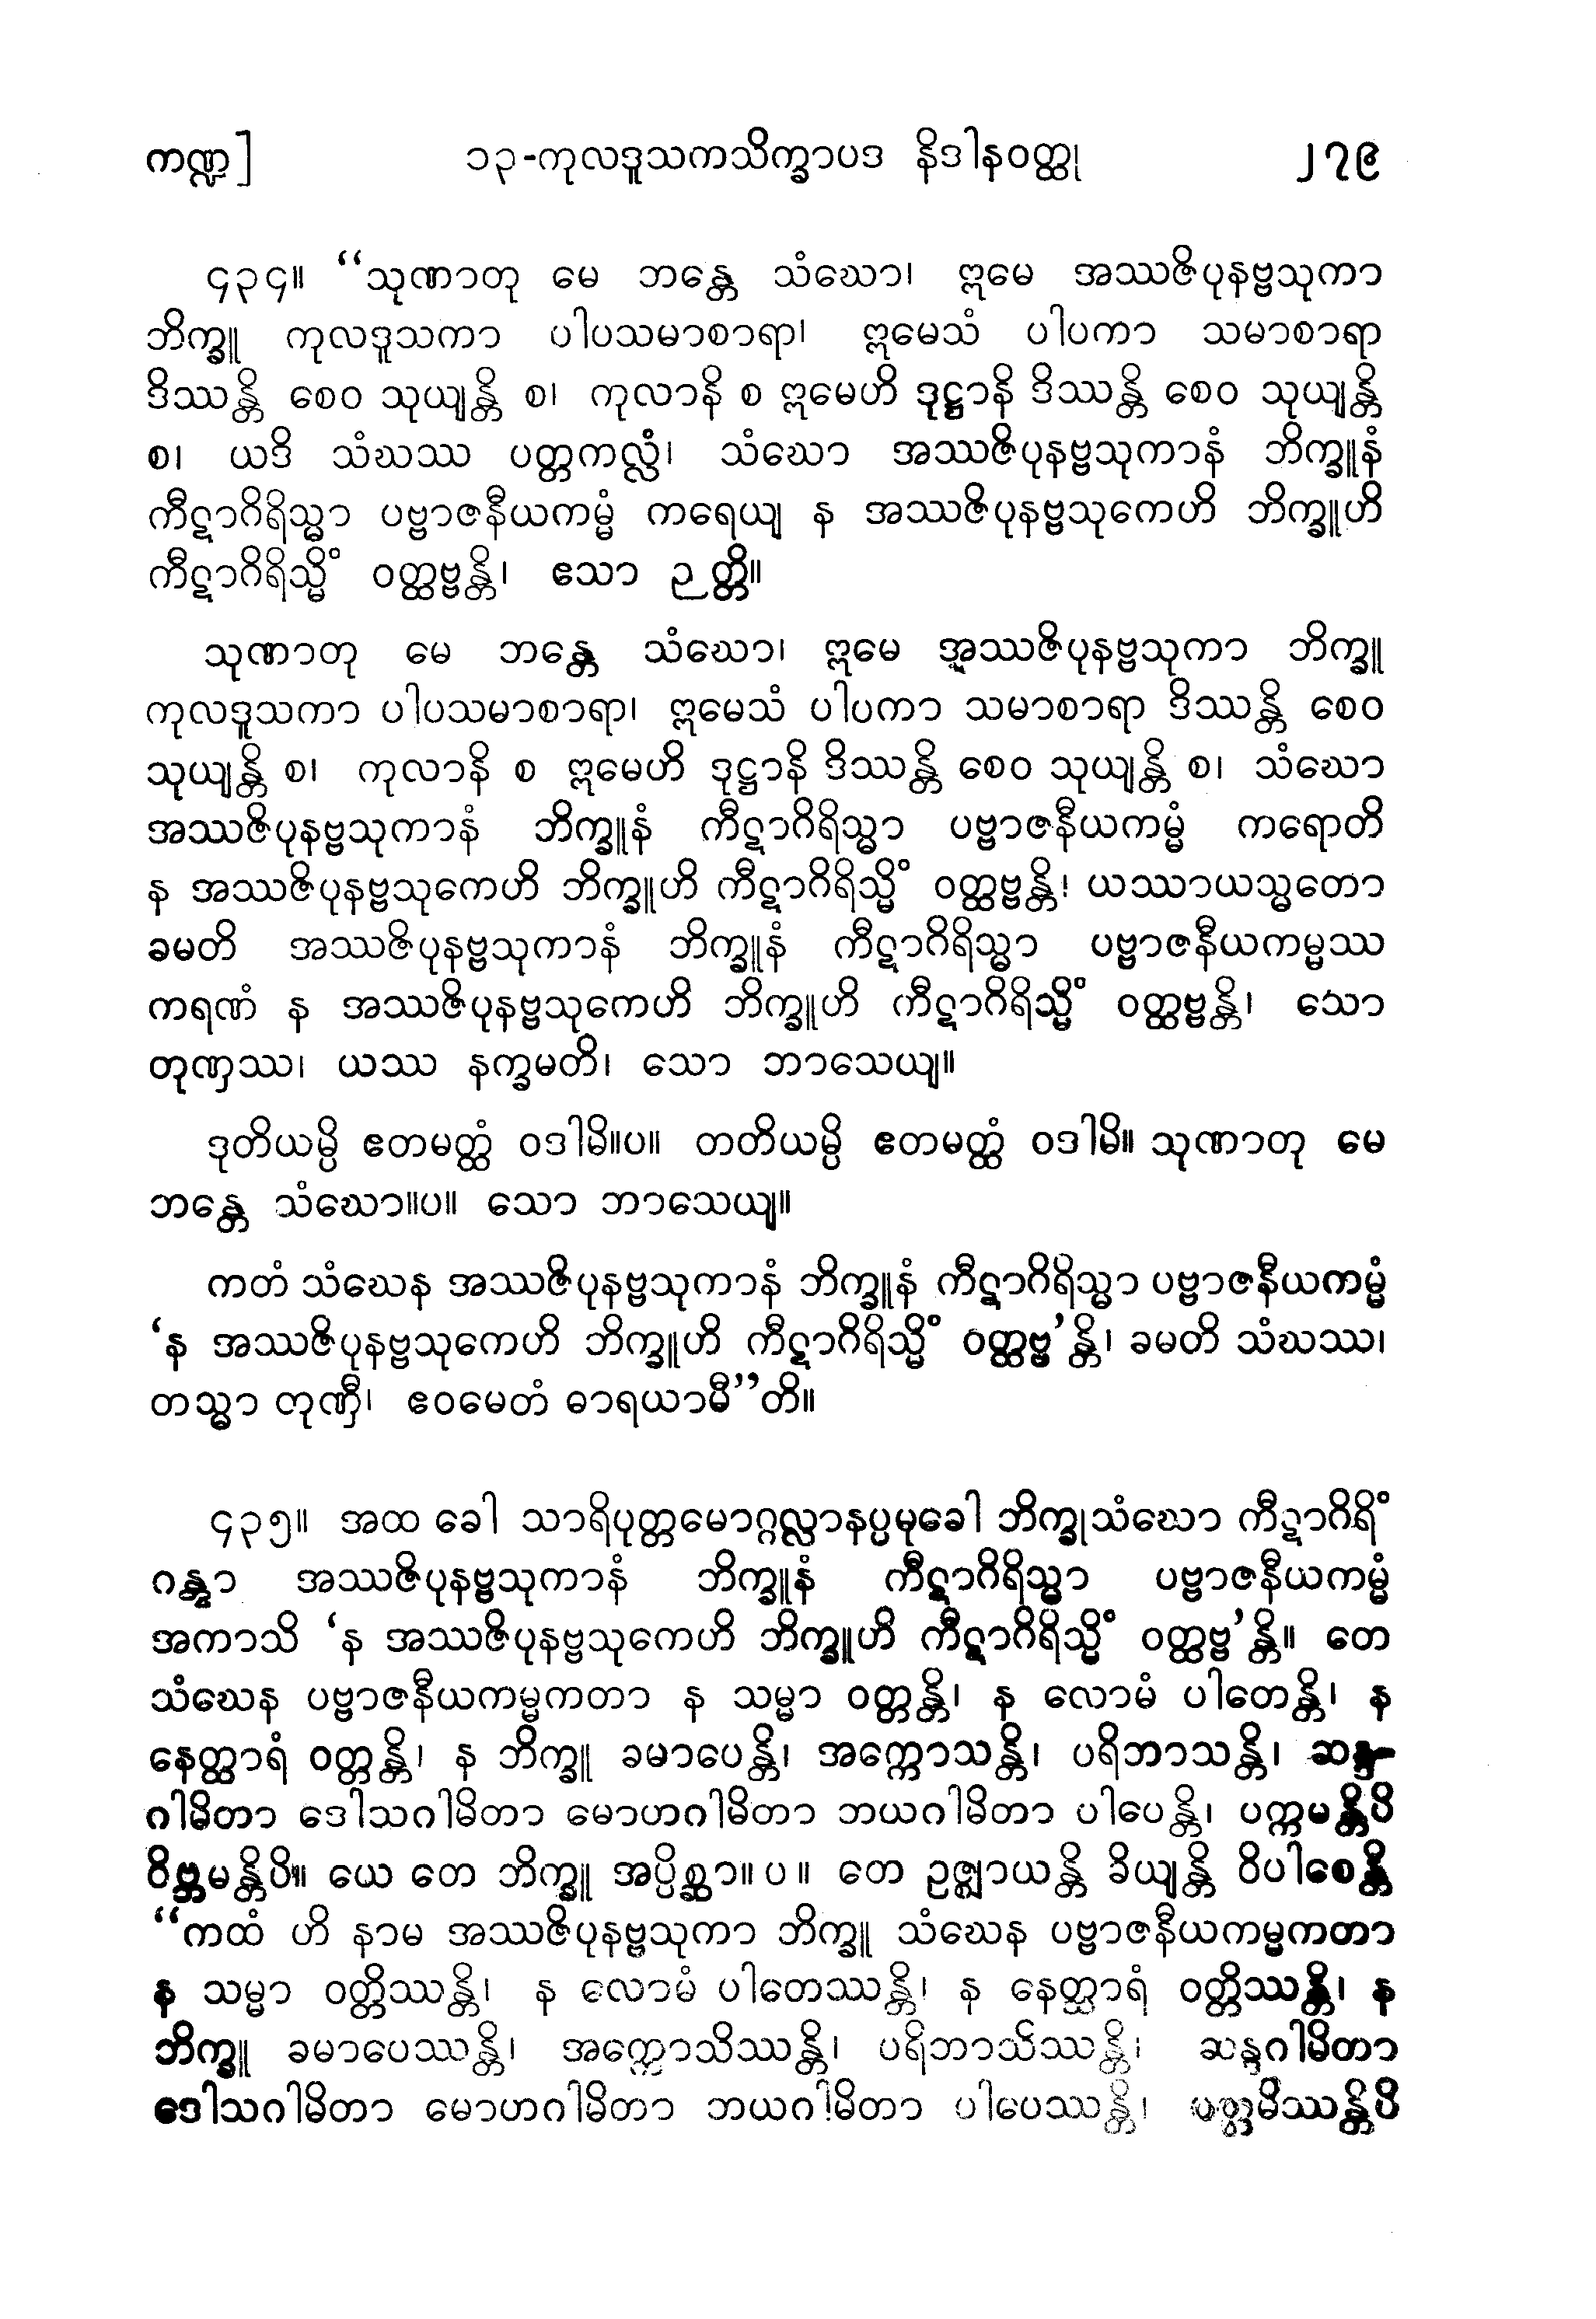 ကဏ္ဍ] ၁၃-ကုလဒူသကသိက္ခာပဒ နိဒါနဝတ္ထု ၂၇၉
၄၃၄။ “သုဏာတု မေ ဘန္တေ သံဃော၊ ဣမေ အဿဇိပုနဗ္ဗသုကာ
ဘိက္ခူ ကုလဒူသကာ ပါပသမာစာရာ၊ ဣမေသံ ပါပကာ သမာစာရာ
ဒိဿန္တိ စေဝ သုယျန္တိ စ၊ ကုလာနိ စ ဣမေဟိ ဒုဋ္ဌာနိ ဒိဿန္တိ စေဝ သုယျန္တိ
စ၊ ယဒိ သံဃဿ ပတ္တကလ္လံ၊ သံဃော အဿဇိပုနဗ္ဗသုကာနံ ဘိက္ခူနံ
ကီဋာဂိရိသ္မာ ပဗ္ဗာဇနီယကမ္မံ ကရေယျ န အဿဇိပုနဗ္ဗသုကေဟိ ဘိက္ခူဟိ
ကီဋာဂိရိသ္မိံ ဝတ္ထဗ္ဗန္တိ၊ ဧသာ ဉတ္တိ။
သုဏာတု မေ ဘန္တေ သံဃော၊ ဣမေ အဿဇိပုနဗ္ဗသုကာ ဘိက္ခူ
ကုလဒူသကာ ပါပသမာစာရာ၊ ဣမေသံ ပါပကာ သမာစာရာ ဒိဿန္တိ စေဝ
သုယျန္တိ စ၊ ကုလာနိ စ ဣမေဟိ ဒုဋ္ဌာနိ ဒိဿန္တိ စေဝ သုယျန္တိ စ၊ သံဃော
အဿဇိပုနဗ္ဗသုကာနံ ဘိက္ခူနံ ကီဋာဂိရိသ္မာ ပဗ္ဗာဇနီယကမ္မံ ကရောတိ
န အဿဇိပုနဗ္ဗသုကေဟိ ဘိက္ခူဟိ ကီဋာဂိရိသ္မိံ ဝတ္ထဗ္ဗန္တိ၊ ယဿာယသ္မတော
ခမတိ အဿဇိပုနဗ္ဗသုကာနံ ဘိက္ခူနံ ကီဋာဂိရိသ္မာ ပဗ္ဗာဇနီယကမ္မဿ
ကရဏံ န အဿဇိပုနဗ္ဗသုကေဟိ ဘိက္ခူဟိ ကီဋာဂိရိသ္မိံ ဝတ္ထဗ္ဗန္တိ၊ သော
တုဏှဿ၊ ယဿ နက္ခမတိ၊ သော ဘာသေယျ။
ဒုတိယမ္ပိ ဧတမတ္ထံ ဝဒါမိ။ပ။ တတိယမ္ပိ ဧတမတ္ထံ ဝဒါမိ။ သုဏာတု မေ
ဘန္တေ သံဃော။ပ။ သော ဘာသေယျ။
ကတံ သံဃေန အဿဇိပုနဗ္ဗသုကာနံ ဘိက္ခူနံ ကီဋာဂိရိသ္မာ ပဗ္ဗာဇနီယကမ္မံ
‘န အဿဇိပုနဗ္ဗသုကေဟိ ဘိက္ခူဟိ ကီဋာဂိရိသ္မိံ ဝတ္ထဗ္ဗ’န္တိ၊ ခမတိ သံဃဿ၊
တသ္မာ တုဏှီ၊ ဧဝမေတံ ဓာရယာမီ”တိ။
၄၃၅။ အထ ခေါ သာရိပုတ္တမောဂ္ဂလ္လာနပ္ပမုခေါ ဘိက္ခုသံဃော ကီဋာဂိရိံ
ဂန္တွာ အဿဇိပုနဗ္ဗသုကာနံ ဘိက္ခူနံ ကီဋာဂိရိသ္မာ ပဗ္ဗာဇနီယကမ္မံ
အကာသိ ‘န အဿဇိပုနဗ္ဗသုကေဟိ ဘိက္ခူဟိ ကီဋာဂိရိသ္မိံ ဝတ္ထဗ္ဗ’န္တိ။ တေ
သံဃေန ပဗ္ဗာဇနီယကမ္မကတာ န သမ္မာ ဝတ္တန္တိ၊ န လောမံ ပါတေန္တိ၊ န
နေတ္ထာရံ ဝတ္တန္တိ၊ န ဘိက္ခူ ခမာပေန္တိ၊ အက္ကောသန္တိ၊ ပရိဘာသန္တိ၊ ဆန္ဒ-
ဂါမိတာ ဒေါသဂါမိတာ မောဟဂါမိတာ ဘယဂါမိတာ ပါပေန္တိ၊ ပက္ကမန္တိပိ
ဝိဗ္ဘမန္တိပိ။ ယေ တေ ဘိက္ခူ အပ္ပိစ္ဆာ။ ပ ။ တေ ဥဇ္ဈာယန္တိ ခိယျန္တိ ဝိပါစေန္တိ
“ကထံ ဟိ နာမ အဿဇိပုနဗ္ဗသုကာ ဘိက္ခူ သံဃေန ပဗ္ဗာဇနီယကမ္မကတာ
န သမ္မာ ဝတ္တိဿန္တိ၊ န လောမံ ပါတေဿန္တိ၊ န နေတ္ထာရံ ဝတ္တိဿန္တိ၊ န
ဘိက္ခူ ခမာပေဿန္တိ၊ အက္ကောသိဿန္တိ၊ ပရိဘာသိဿန္တိ၊ ဆန္ဒဂါမိတာ
ဒေါသဂါမိတာ မောဟဂါမိတာ ဘယဂါမိတာ ပါပေဿန္တိ၊ ပက္ကမိဿန္တိပိ